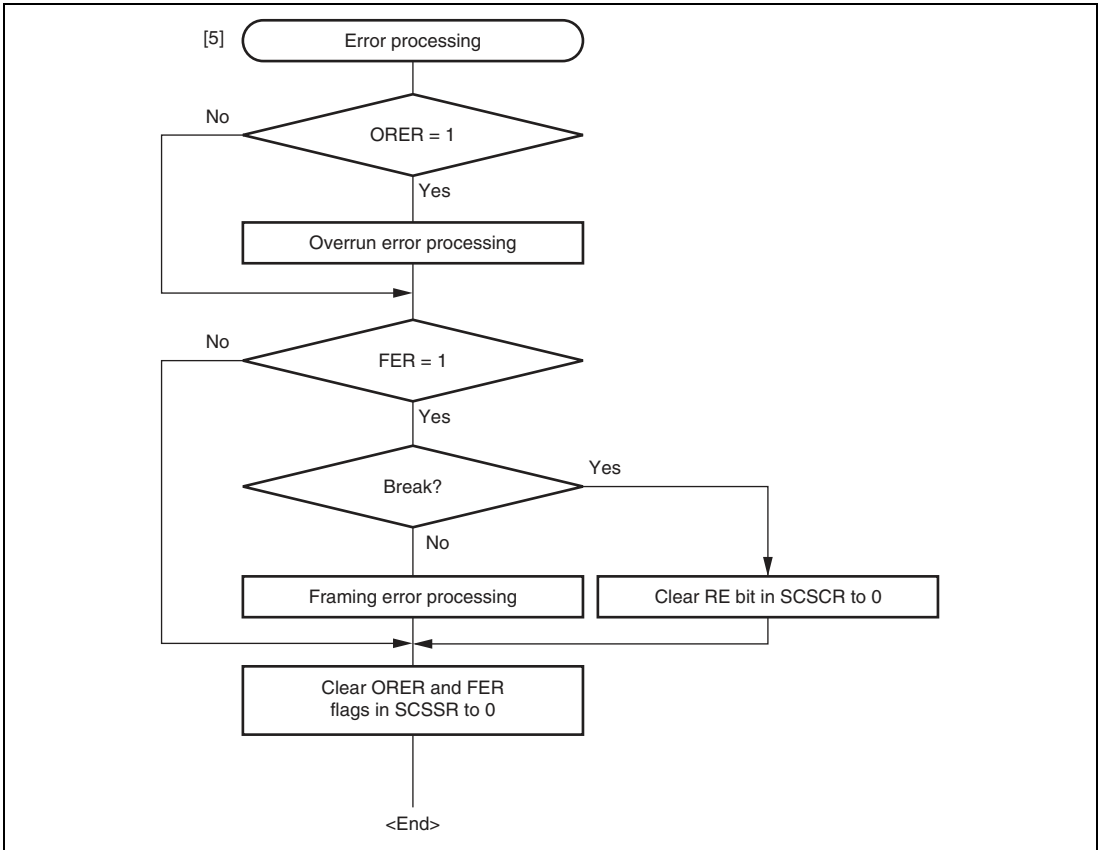 [5]
Error processing
No
ORER = 1
Yes
Overrun error processing
No
FER = 1
Yes
Yes
Break?
No
Framing error processing
Clear RE bit in SCSCR to 0
Clear ORER and FER
flags in SCSSR to 0
<End>